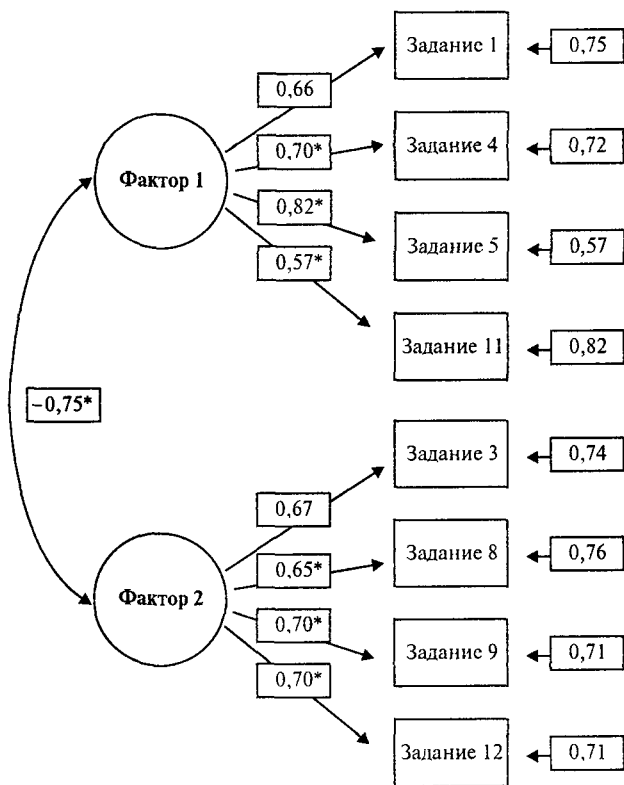 Задание 1
0,75
0,66
Задание 4
0,72
0,70*
Фактор 1
0,82*
Задание 5
0,57
0,57*
Задание 11
0,82
−0,75*
Задание 3
0,74
0,67
Задание 8
0,76
0,65*
Фактор 2
0,70*
Задание 9
0,71
0,70*
Задание 12
0,71